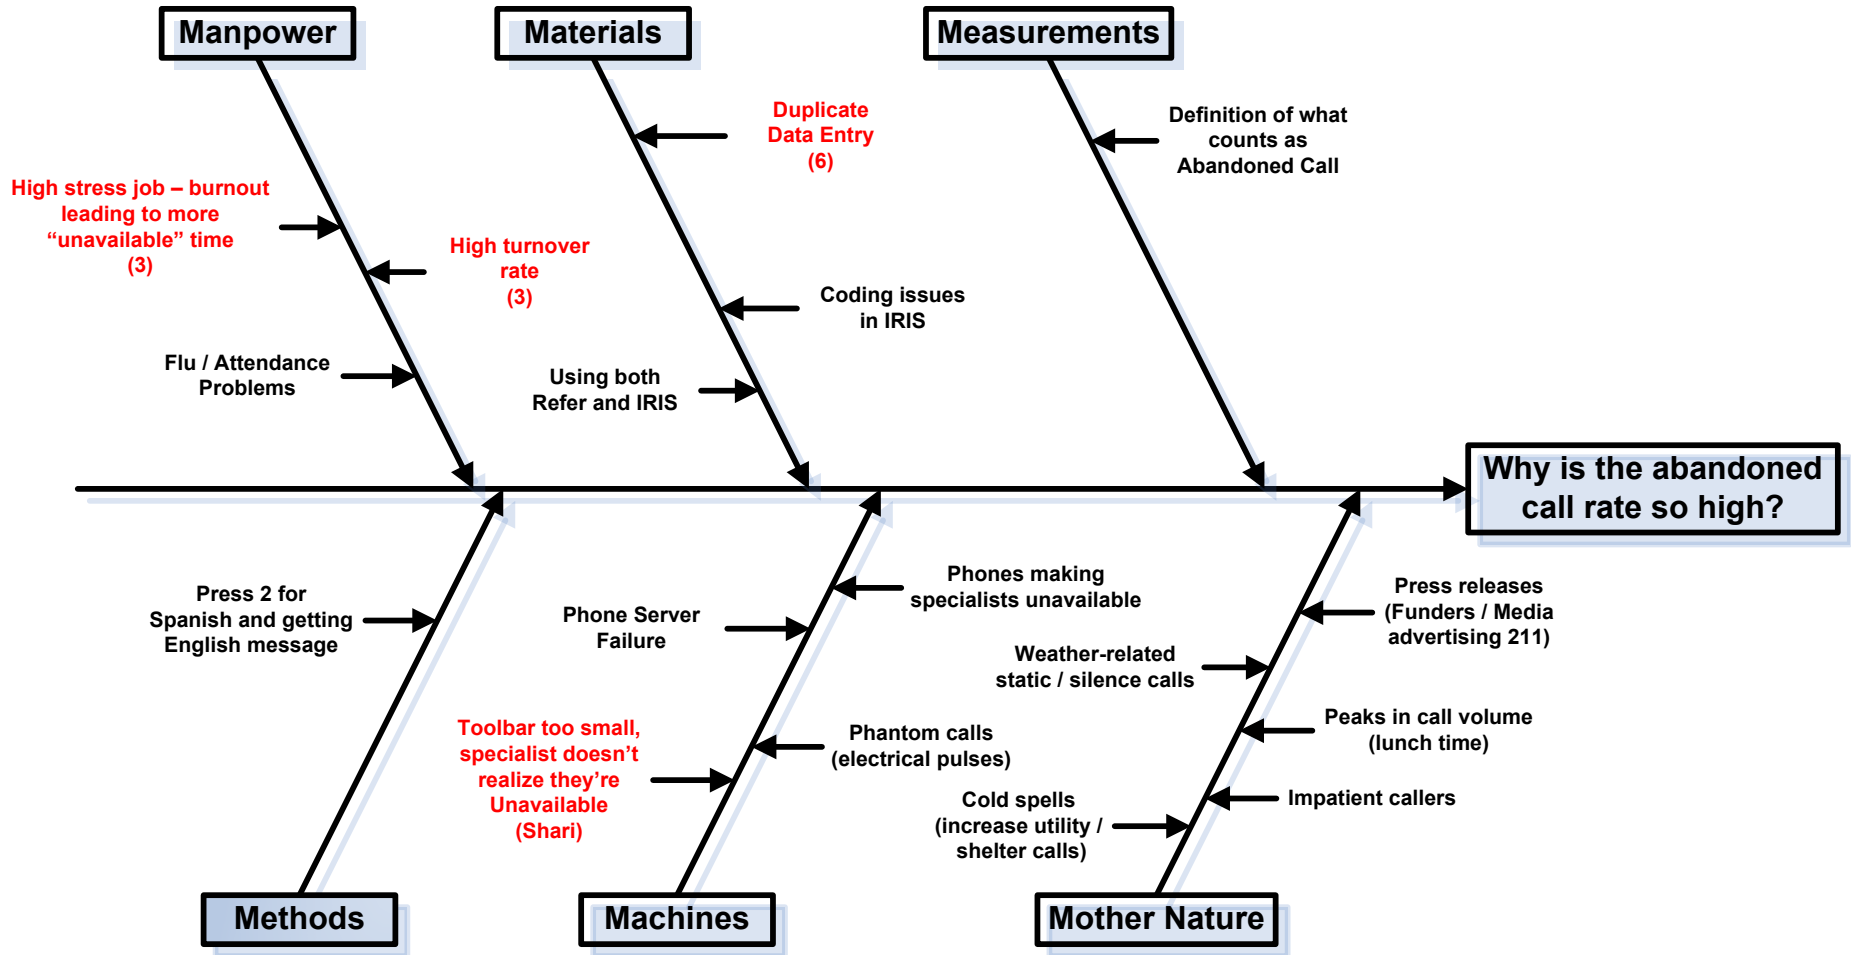 Manpower
Materials
Measurements
Duplicate
Data Entry
(6)
Definition of what
counts as
Abandoned Call
High stress job – burnout
leading to more
“unavailable” time
(3)
High turnover
rate
(3)
Coding issues
in IRIS
Flu / Attendance
Problems
Using both
Refer and IRIS
Why is the abandoned
call rate so high?
Press 2 for
Spanish and getting
English message
Phone Server
Failure
Phones making
specialists unavailable
Press releases
(Funders / Media
advertising 211)
Weather-related
static / silence calls
Toolbar too small,
specialist doesn’t
realize they’re
Unavailable
(Shari)
Phantom calls
(electrical pulses)
Peaks in call volume
(lunch time)
Cold spells
(increase utility /
shelter calls)
Impatient callers
Methods
Machines
Mother Nature